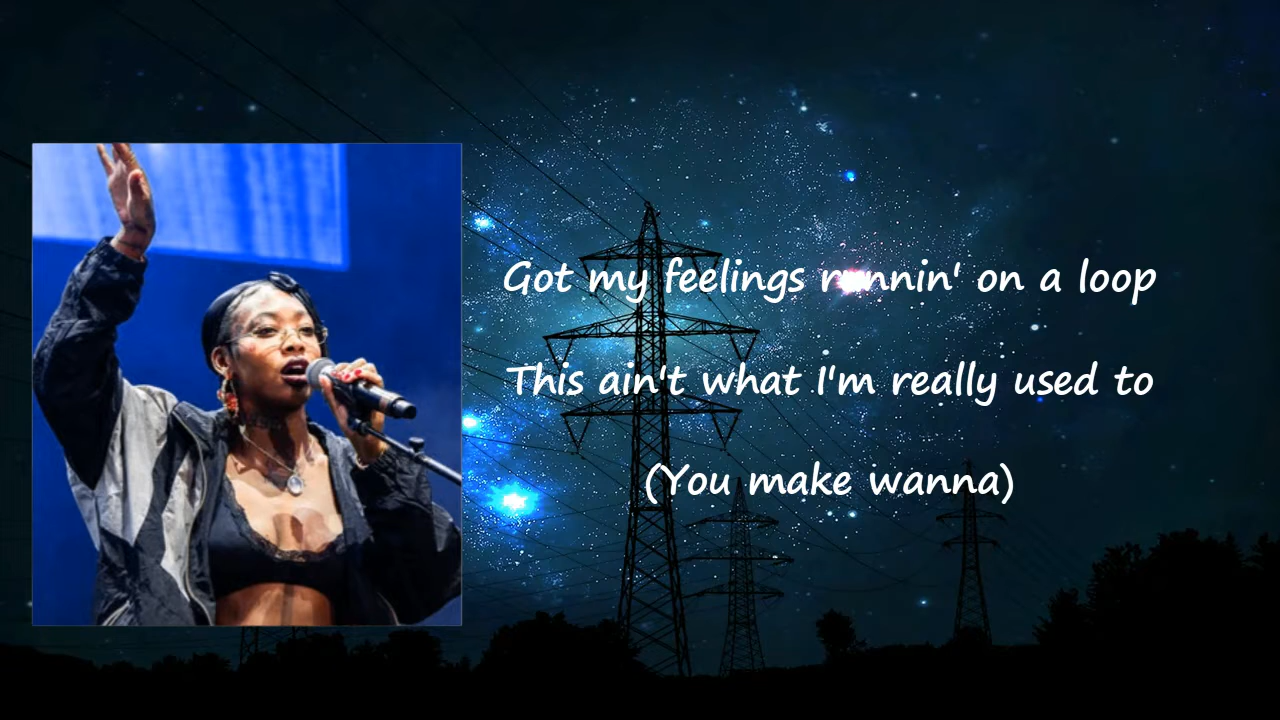 Got my feelings runnin' on a loop
This ain't what I'm really used to
(You make wanna)